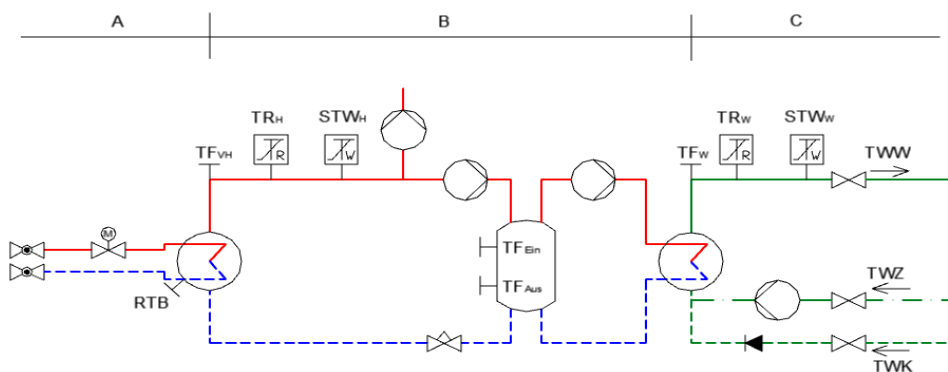 A B C
TRH STWH TRW STWW
TFVH TFW TWW
R W R W
M
TFEin
TWZ
TFAus
RTB
TWK